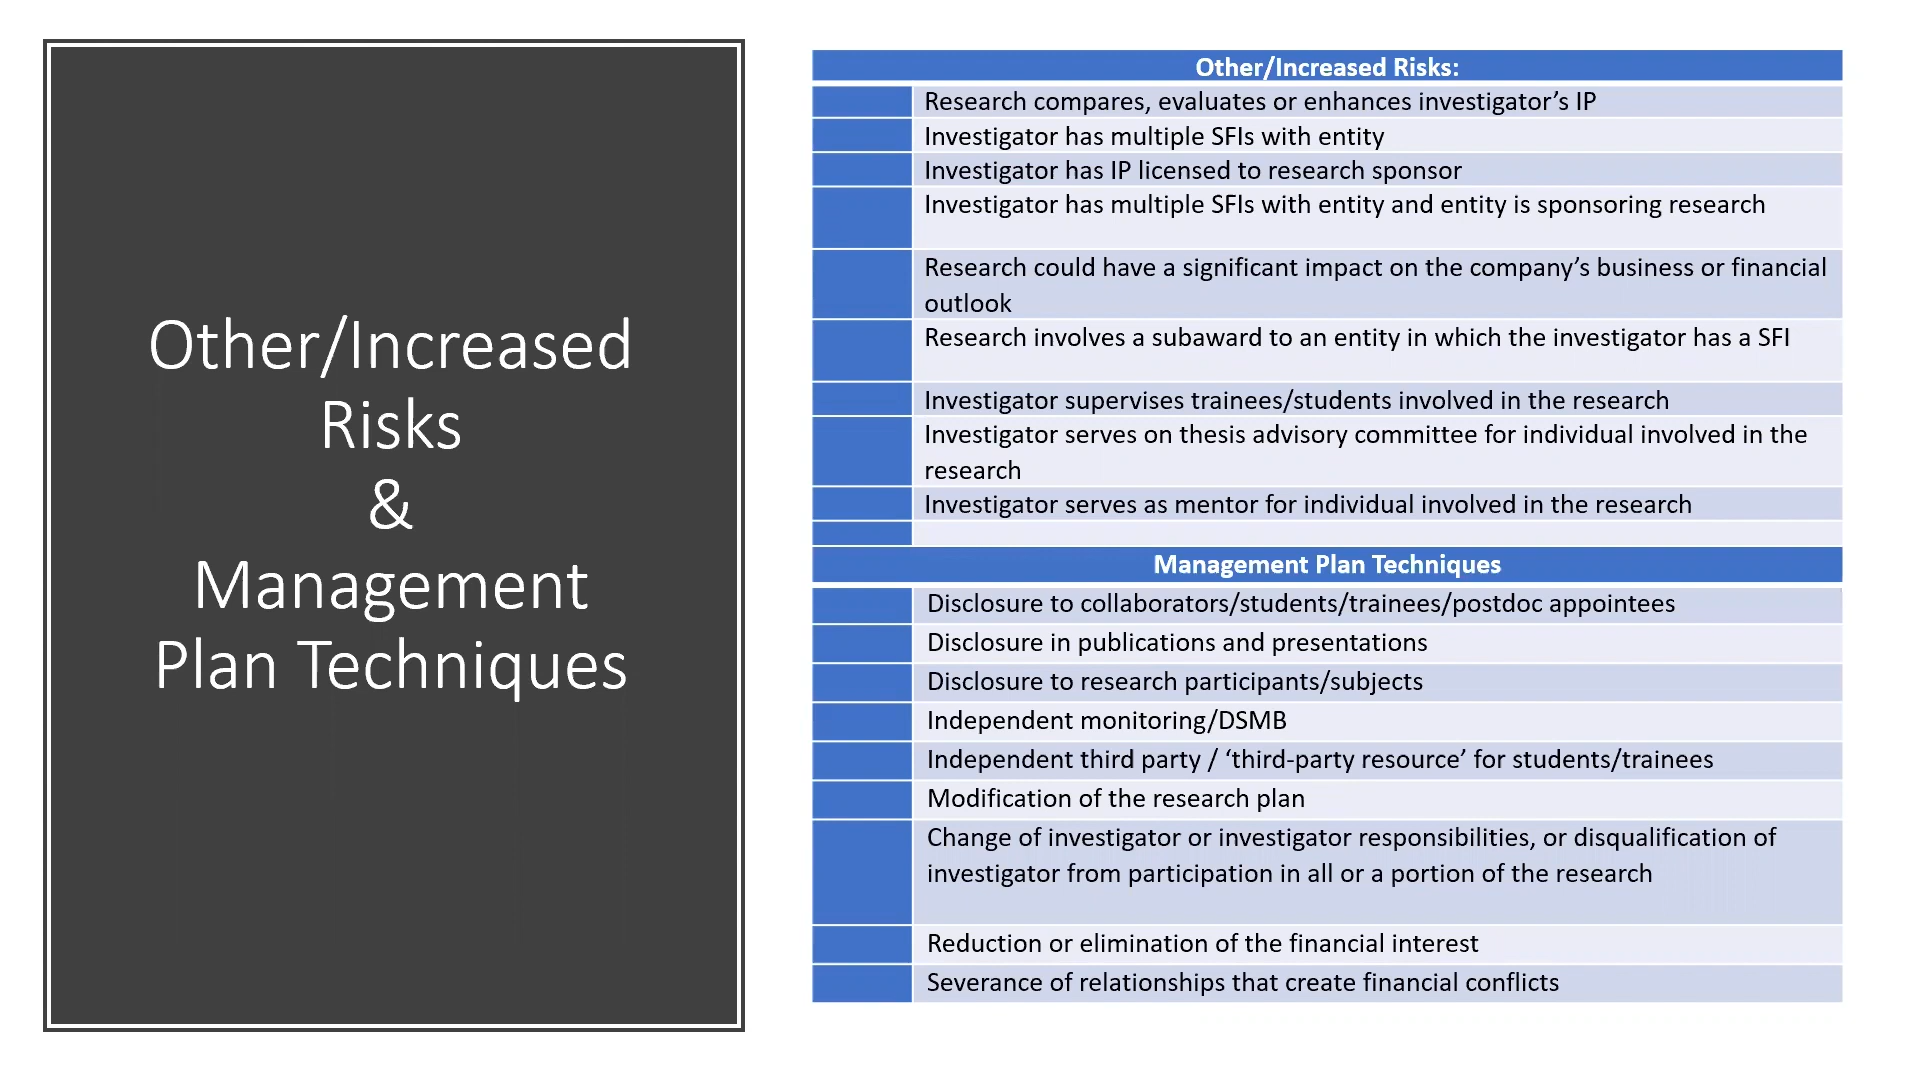 Other/Increased
Risks
&
Management
Plan Techniques
Other/Increased Risks:
Research compares, evaluates or enhances investigator’s IP
Investigator has multiple SFIs with entity
Investigator has IP licensed to research sponsor
Investigator has multiple SFIs with entity and entity is sponsoring research
Research could have a significant impact on the company’s business or financial
outlook
Research involves a subaward to an entity in which the investigator has a SFI
Investigator supervises trainees/students involved in the research
Investigator serves on thesis advisory committee for individual involved in the
research
Investigator serves as mentor for individual involved in the research
Management Plan Techniques
Disclosure to collaborators/students/trainees/postdoc appointees
Disclosure in publications and presentations
Disclosure to research participants/subjects
Independent monitoring/DSMB
Independent third party / ‘third-party resource’ for students/trainees
Modification of the research plan
Change of investigator or investigator responsibilities, or disqualification of
investigator from participation in all or a portion of the research
Reduction or elimination of the financial interest
Severance of relationships that create financial conflicts